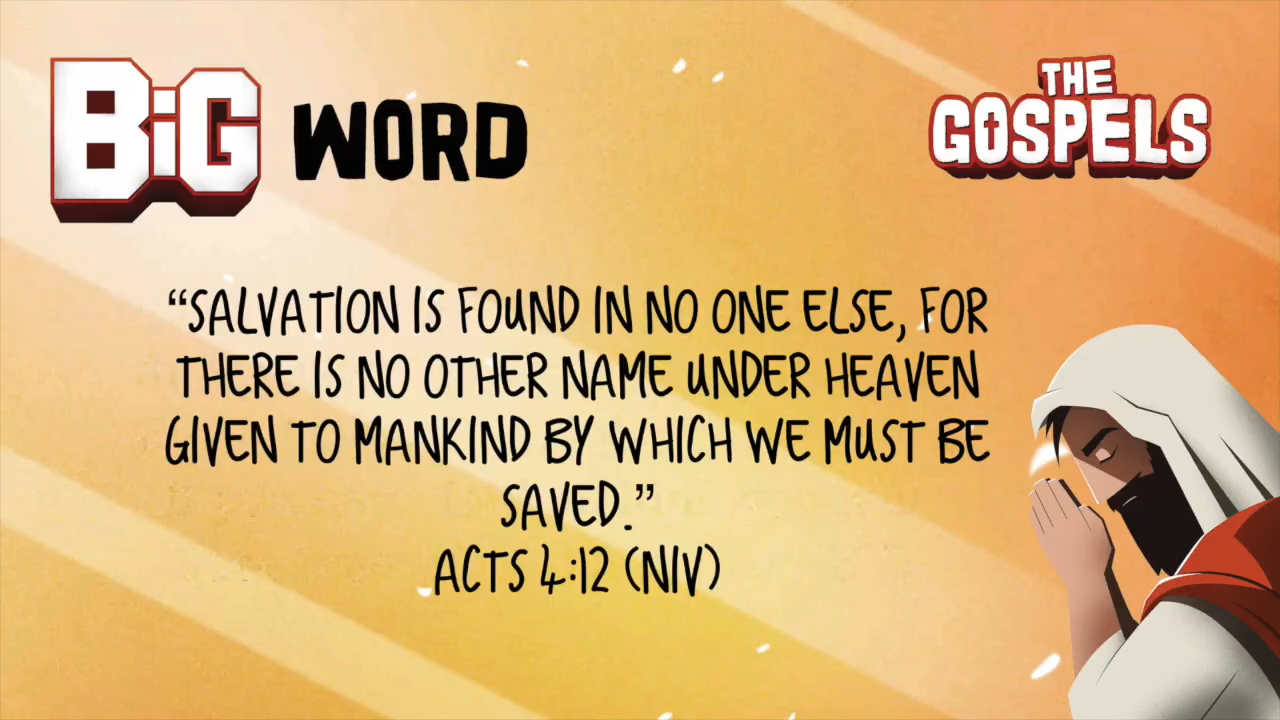 BiG WORD
THE
GOSPELS
“SALVATION IS FOUND IN NO ONE ELSE, FOR
THERE IS NO OTHER NAME UNDER HEAVEN
GIVEN TO MANKIND BY WHICH WE MUST BE
SAVED.”
ACTS 4:12 (NIV)